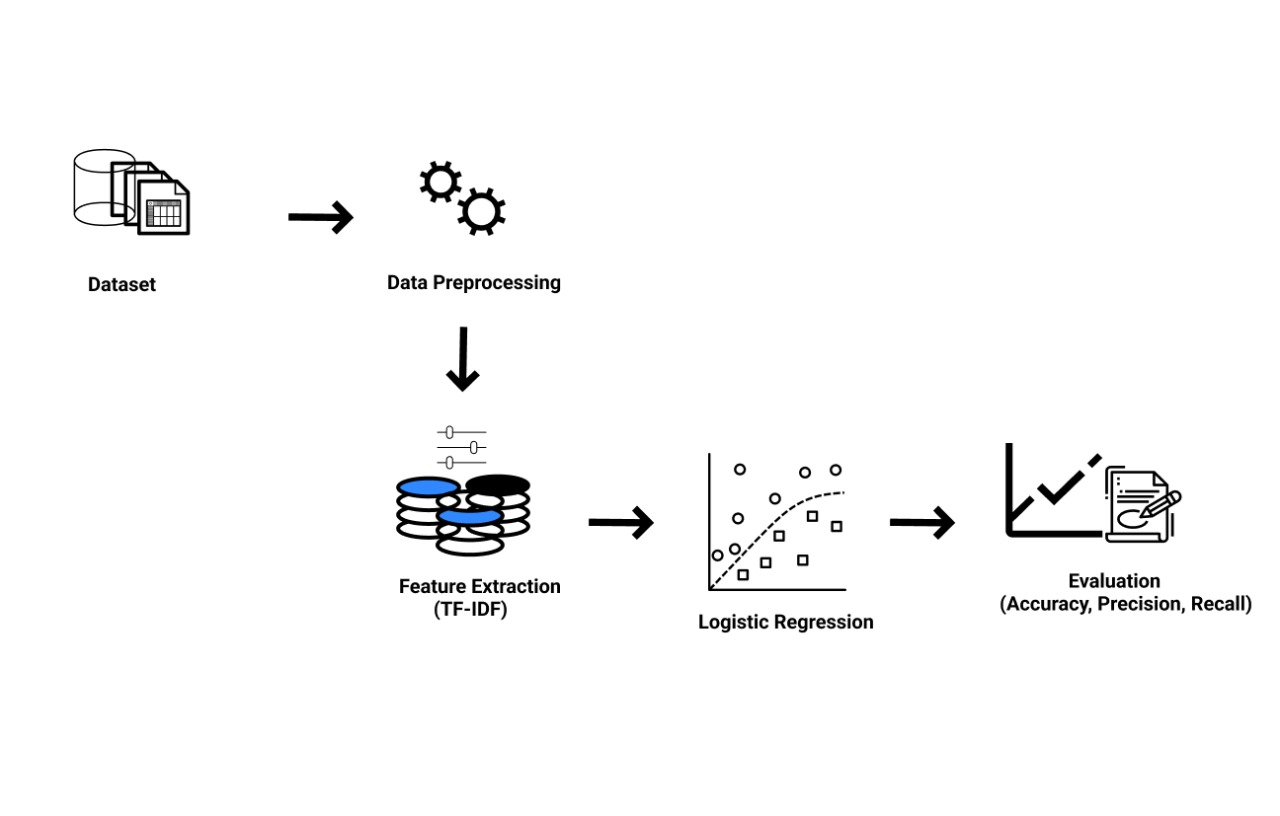 Dataset
Data Preprocessing
Feature Extraction
(TF-IDF)
Logistic Regression
Evaluation
(Accuracy, Precision, Recall)